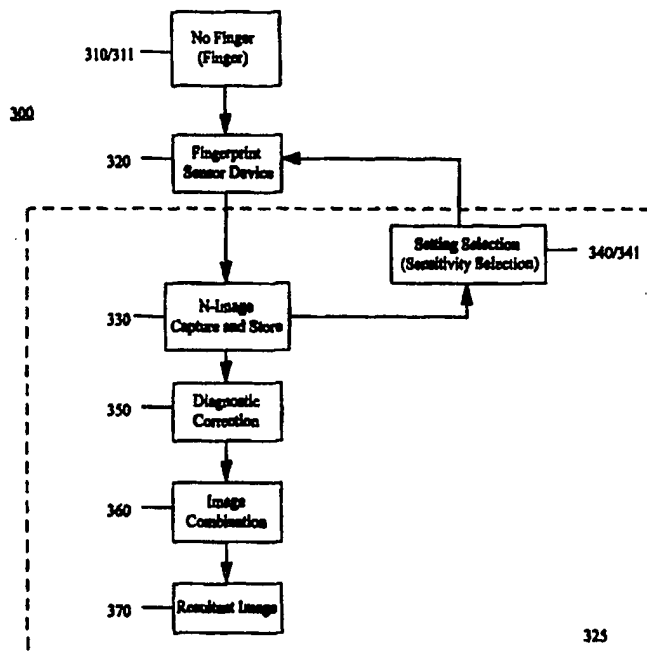 No Finger
(Finger)
310/311
300
320
Fingerprint
Sensor Device
Setting Selection
(Sensitivity Selection)
340/341
330
N-Image
Capture and Store
350
Diagnostic
Correction
360
Image
Combination
370
Resultant Image
325